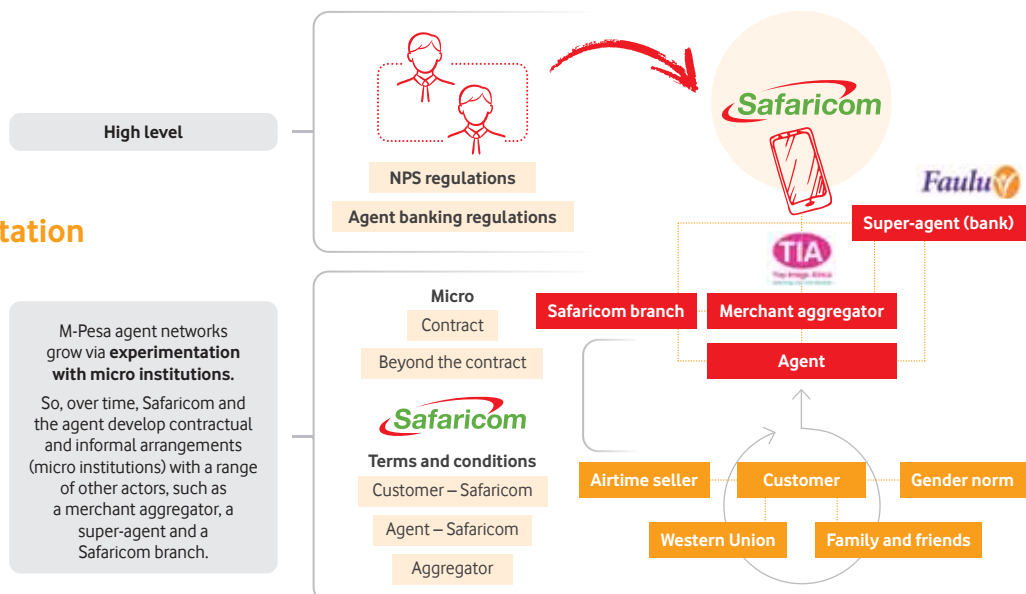 High level
tation
M-Pesa agent networks
grow via experimentation
with micro institutions.
So, over time, Safaricom and
the agent develop contractual
and informal arrangements
(micro institutions) with a range
of other actors, such as
a merchant aggregator, a
super-agent and a
Safaricom branch.
NPS regulations
Agent banking regulations
Micro
Contract
Beyond the contract
Safaricom
Terms and conditions
Customer – Safaricom
Agent – Safaricom
Aggregator
Safaricom
Faulu
Super-agent (bank)
TIA
Safaricom branch
Merchant aggregator
Agent
Airtime seller
Customer
Gender norm
Western Union
Family and friends